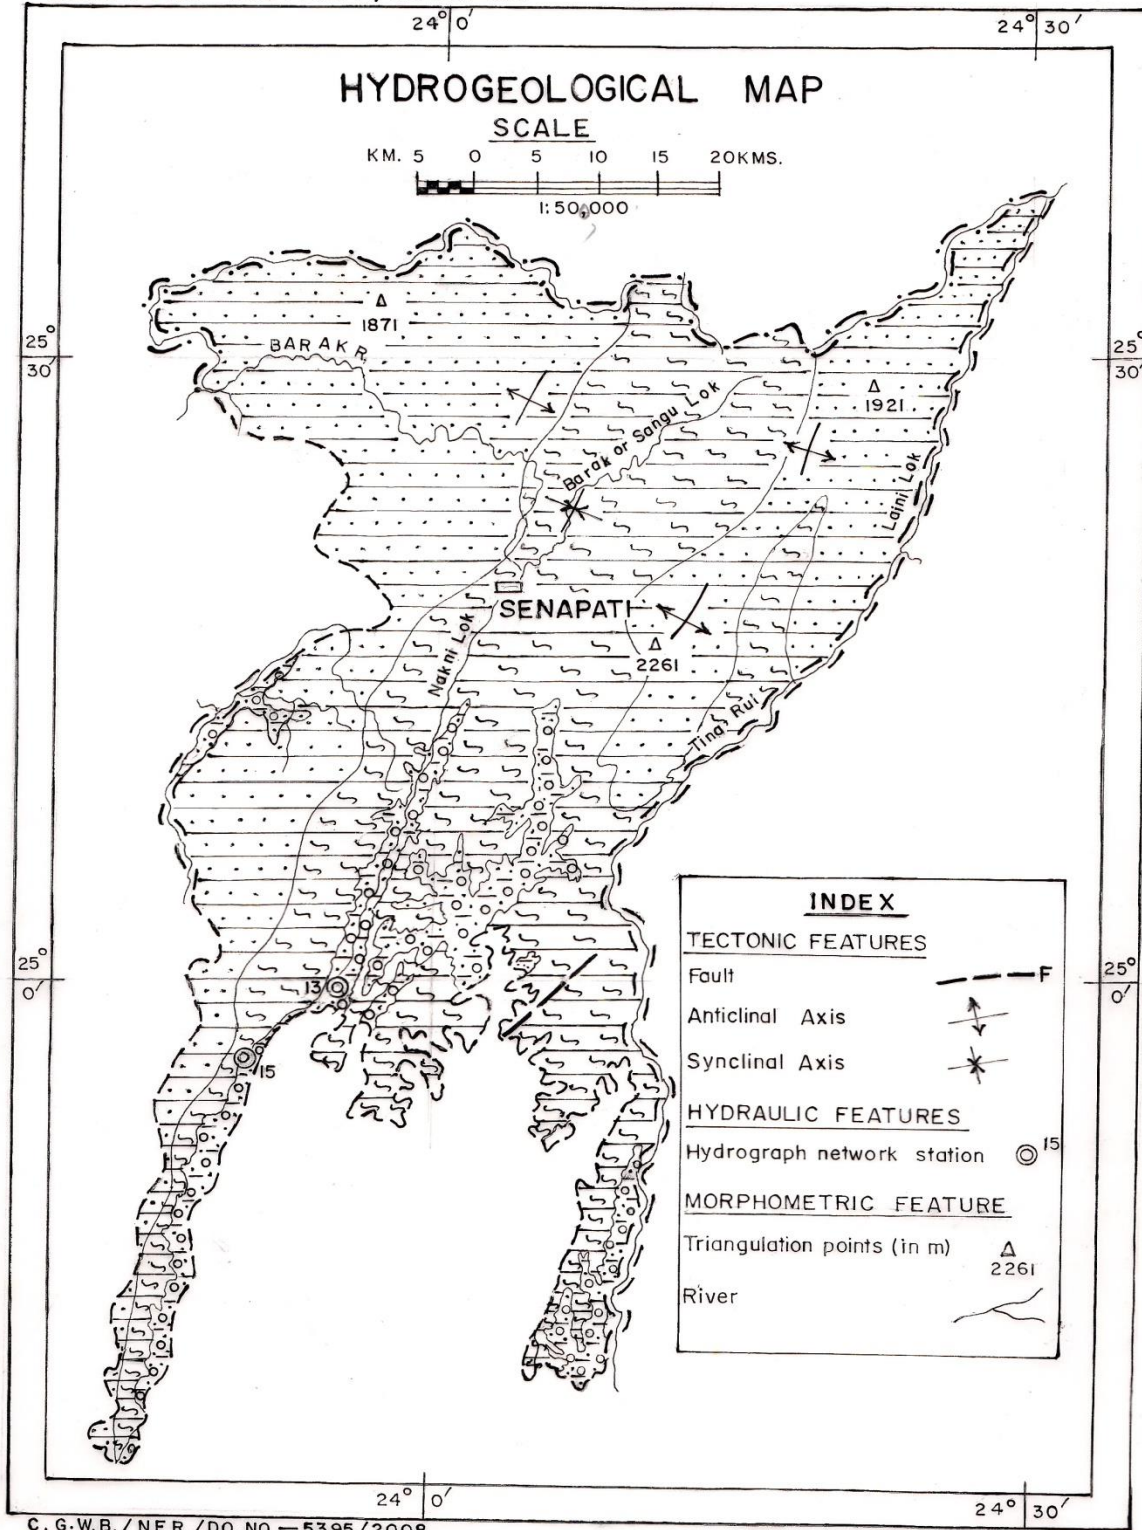 24° 0' 24° 30'
HYDROGEOLOGICAL MAP
SCALE
KM. 5 0 5 10 15 20KMS.
1:50,000
1871
25° 30' 25° 30'
BARAK R.
1921
Barak or Sangu Lok
Laini Lok
SENAPATI
Nakni Lok
2261
Tina Rui
INDEX
TECTONIC FEATURES
25° 0' 25° 0'
Fault F
13
Anticlinal Axis
15
Synclinal Axis
HYDRAULIC FEATURES
Hydrograph network station 15
MORPHOMETRIC FEATURE
Triangulation points (in m) 2261
River
24° 0' 24° 30'
C.G.W.B./NER/DO NO.—5395/2008